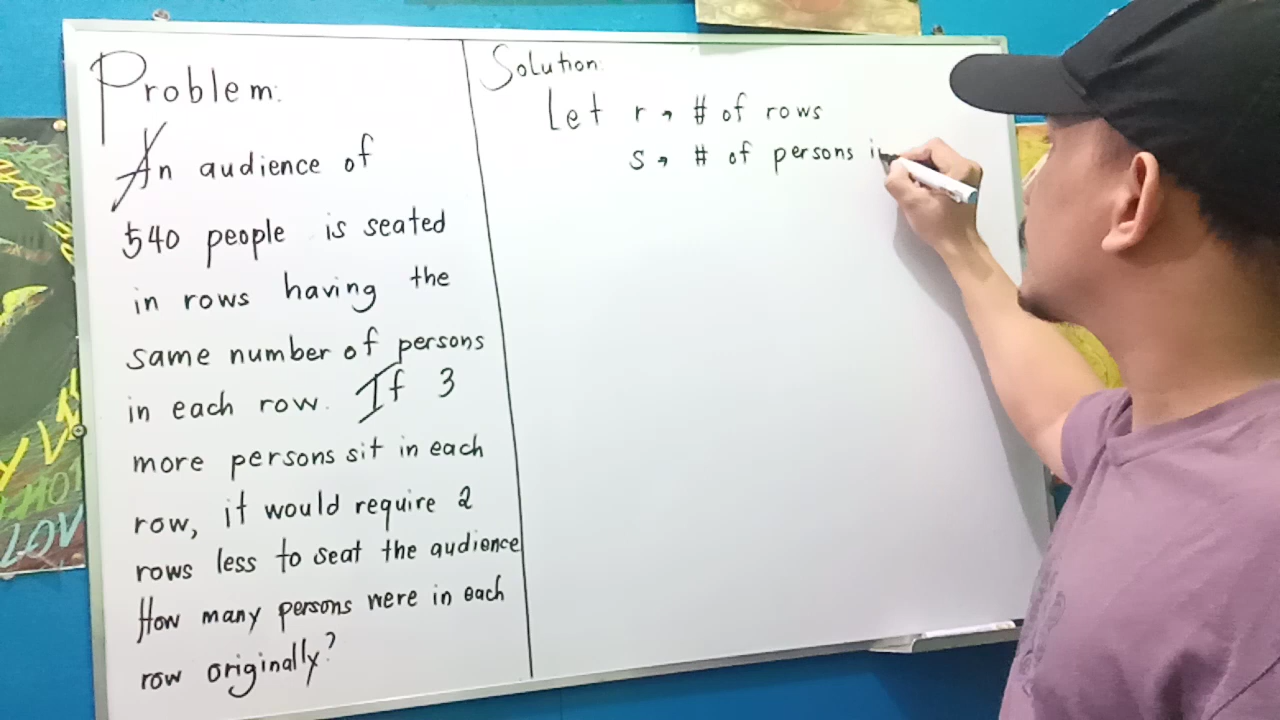 Problem:
An audience of
540 people is seated
in rows having the
same number of persons
in each row. If 3
more persons sit in each
row, it would require 2
rows less to seat the audience
How many persons were in each
row originally?
Solution:
Let r → # of rows
s → # of persons i